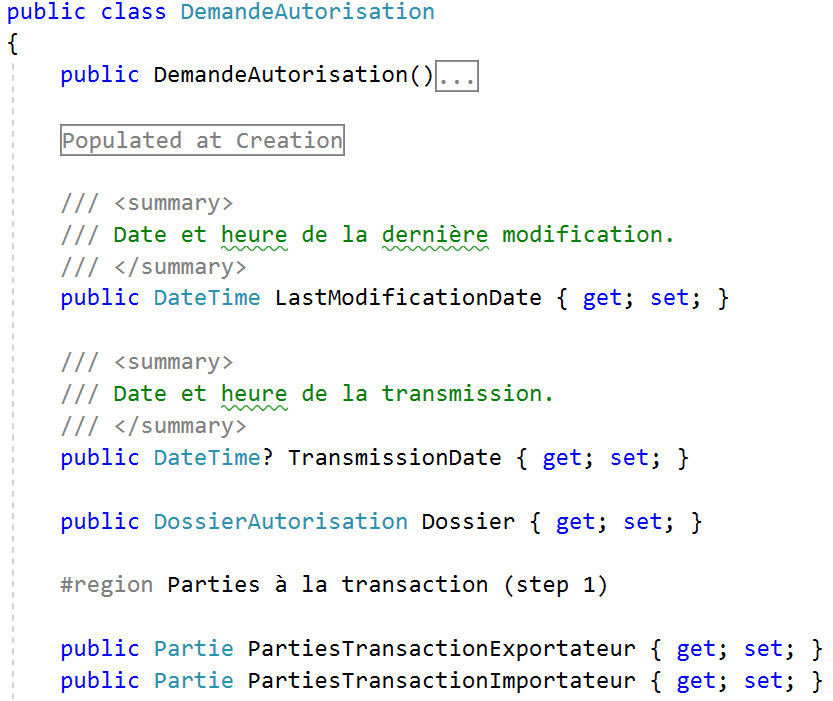 public class DemandeAutorisation
{
public DemandeAutorisation()...
Populated at Creation
/// <summary>
/// Date et heure de la dernière modification.
/// </summary>
public DateTime LastModificationDate { get; set; }
/// <summary>
/// Date et heure de la transmission.
/// </summary>
public DateTime? TransmissionDate { get; set; }
public DossierAutorisation Dossier { get; set; }
#region Parties à la transaction (step 1)
public Partie PartiesTransactionExportateur { get; set; }
public Partie PartiesTransactionImportateur { get; set; }